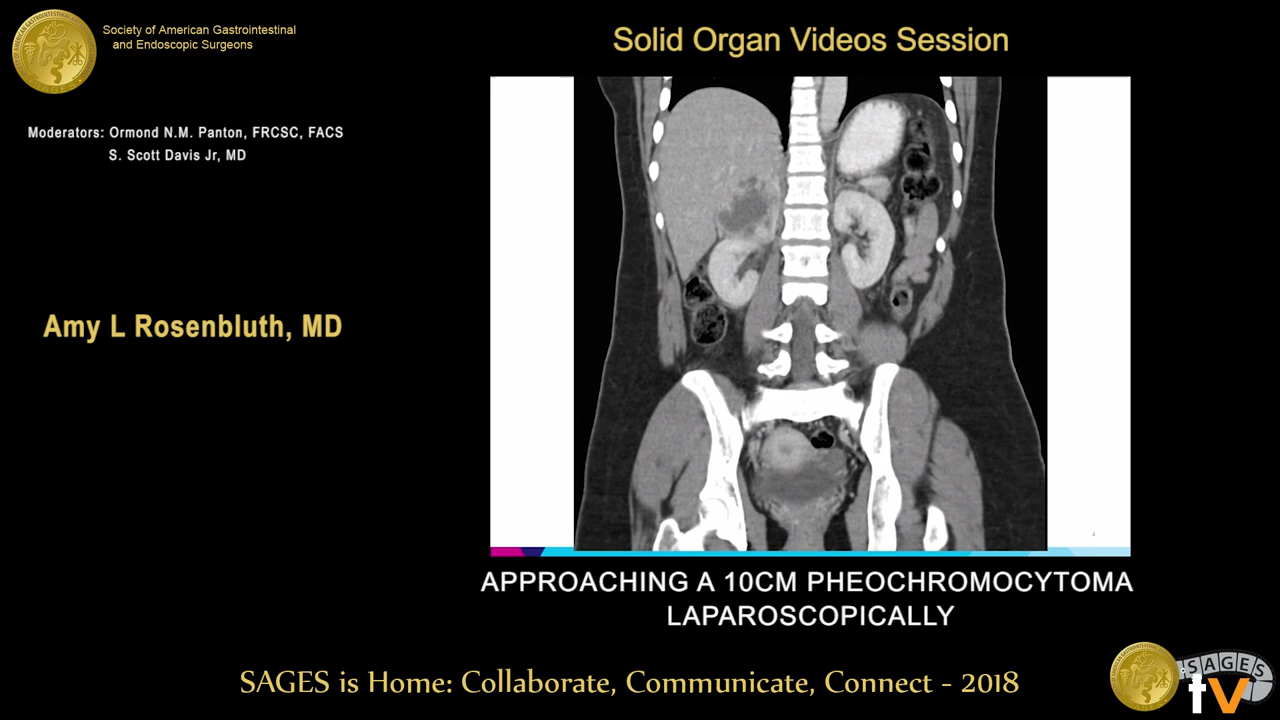 Society of American Gastrointestinal
and Endoscopic Surgeons
Solid Organ Videos Session
Moderators: Ormond N.M. Panton, FRCSC, FACS
S. Scott Davis Jr, MD
Amy L Rosenbluth, MD
APPROACHING A 10CM PHEOCHROMOCYTOMA
LAPAROSCOPICALLY
SAGES is Home: Collaborate, Communicate, Connect - 2018
SAGES
tv